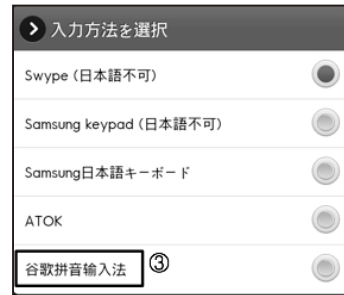 入力方法を選択
Swype (日本語不可)
Samsung keypad (日本語不可)
Samsung日本語キーボード
ATOK
谷歌拼音输入法 ③